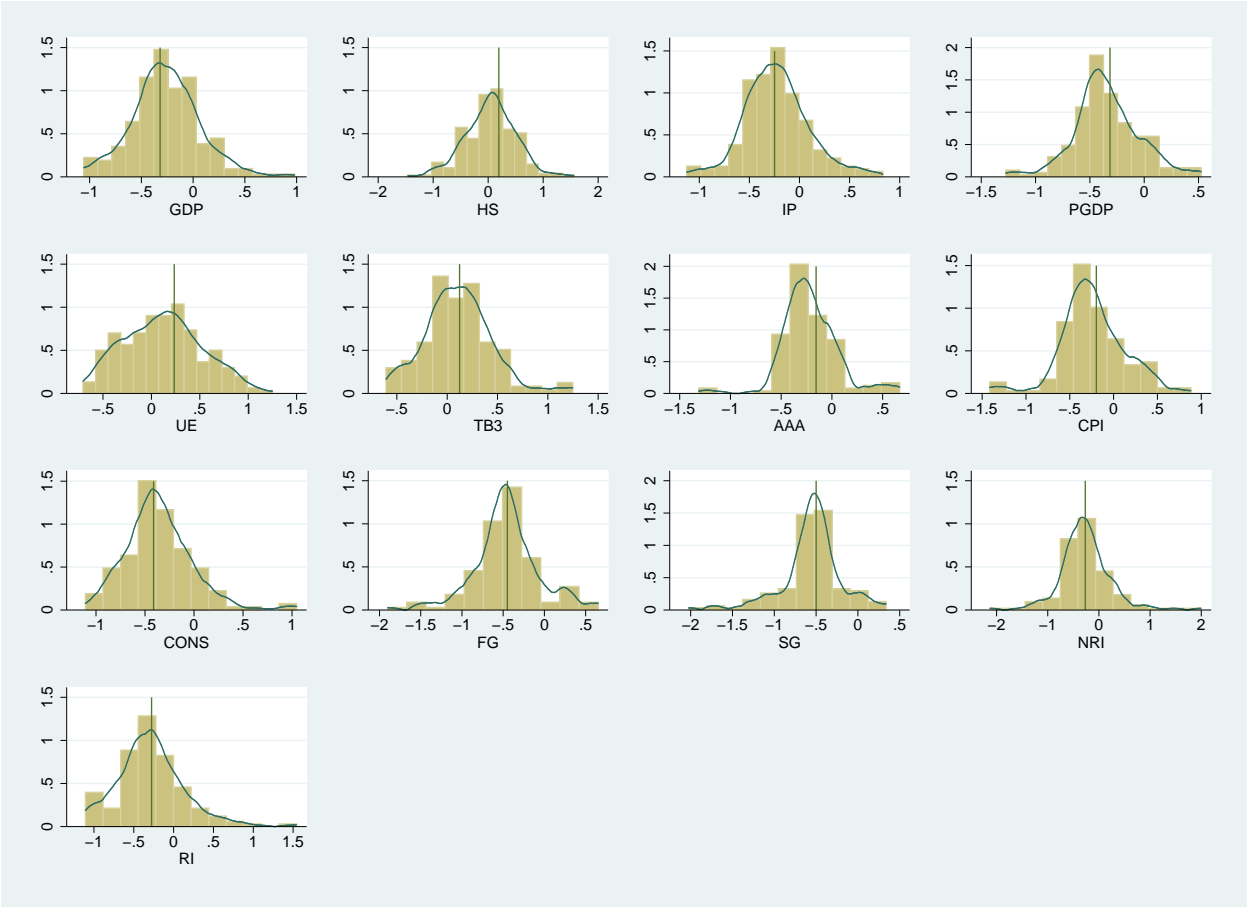 0 .5 1 1.5
−1 −.5 0 .5 1
GDP
0 .5 1 1.5
−2 −1 0 1 2
HS
0 .5 1 1.5
−1 −.5 0 .5 1
IP
0 .5 1 1.5 2
−1.5 −1 −.5 0 .5
PGDP
0 .5 1 1.5
−.5 0 .5 1 1.5
UE
0 .5 1 1.5
−.5 0 .5 1 1.5
TB3
0 .5 1 1.5 2
−1.5 −1 −.5 0 .5
AAA
0 .5 1 1.5
−1.5 −1 −.5 0 .5 1
CPI
0 .5 1 1.5
−1 −.5 0 .5 1
CONS
0 .5 1 1.5
−2 −1.5 −1 −.5 0 .5
FG
0 .5 1 1.5 2
−2 −1.5 −1 −.5 0 .5
SG
0 .5 1 1.5
−2 −1 0 1 2
NRI
0 .5 1 1.5
−1 −.5 0 .5 1 1.5
RI